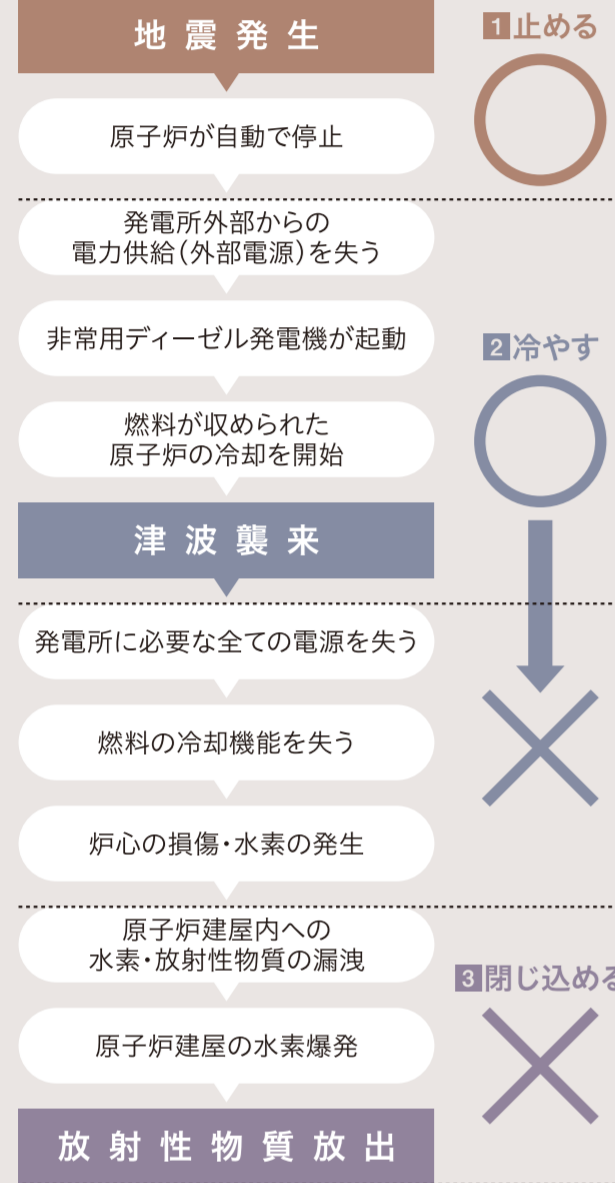 地震発生
1止める
原子炉が自動で停止
発電所外部からの
電力供給(外部電源)を失う
非常用ディーゼル発電機が起動
2冷やす
燃料が収められた
原子炉の冷却を開始
津波襲来
発電所に必要な全ての電源を失う
燃料の冷却機能を失う
炉心の損傷・水素の発生
原子炉建屋内への
水素・放射性物質の漏洩
3閉じ込める
原子炉建屋の水素爆発
放射性物質放出